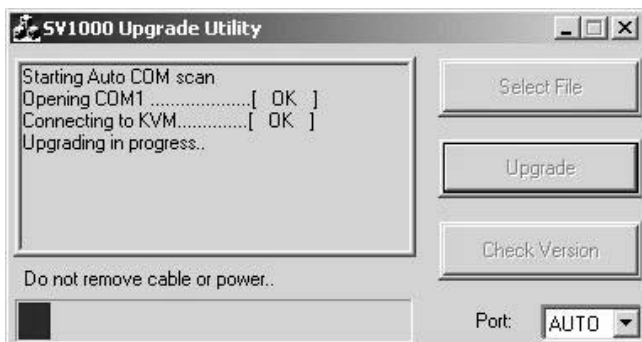 SV1000 Upgrade Utility
Starting Auto COM scan
Opening COM1 ...................[ OK ]
Connecting to KVM.............[ OK ]
Upgrading in progress..
Select File
Upgrade
Check Version
Do not remove cable or power..
Port: AUTO